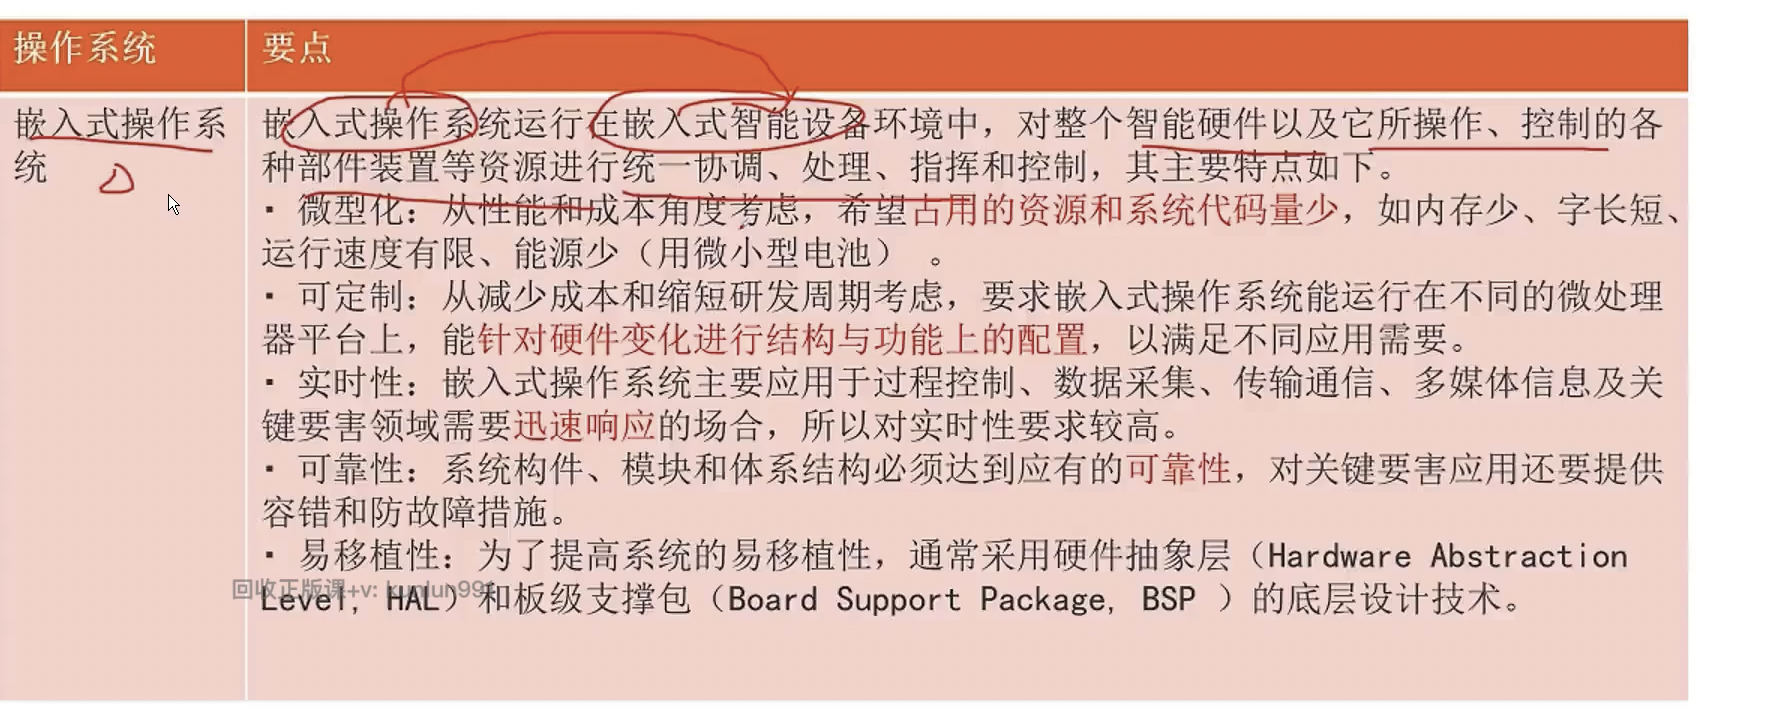 操作系统
要点
嵌入式操作系
统
嵌入式操作系统运行在嵌入式智能设备环境中，对整个智能硬件以及它所操作、控制的各
种部件装置等资源进行统一协调、处理、指挥和控制，其主要特点如下。
▪ 微型化：从性能和成本角度考虑，希望占用的资源和系统代码量少，如内存少、字长短、
运行速度有限、能源少（用微小型电池） 。
▪ 可定制：从减少成本和缩短研发周期考虑，要求嵌入式操作系统能运行在不同的微处理
器平台上，能针对硬件变化进行结构与功能上的配置，以满足不同应用需要。
▪ 实时性：嵌入式操作系统主要应用于过程控制、数据采集、传输通信、多媒体信息及关
键要害领域需要迅速响应的场合，所以对实时性要求较高。
▪ 可靠性：系统构件、模块和体系结构必须达到应有的可靠性，对关键要害应用还要提供
容错和防故障措施。
▪ 易移植性：为了提高系统的易移植性，通常采用硬件抽象层（Hardware Abstraction
Level, HAL）和板级支撑包（Board Support Package, BSP ）的底层设计技术。
回收正版课+v: kunlun991